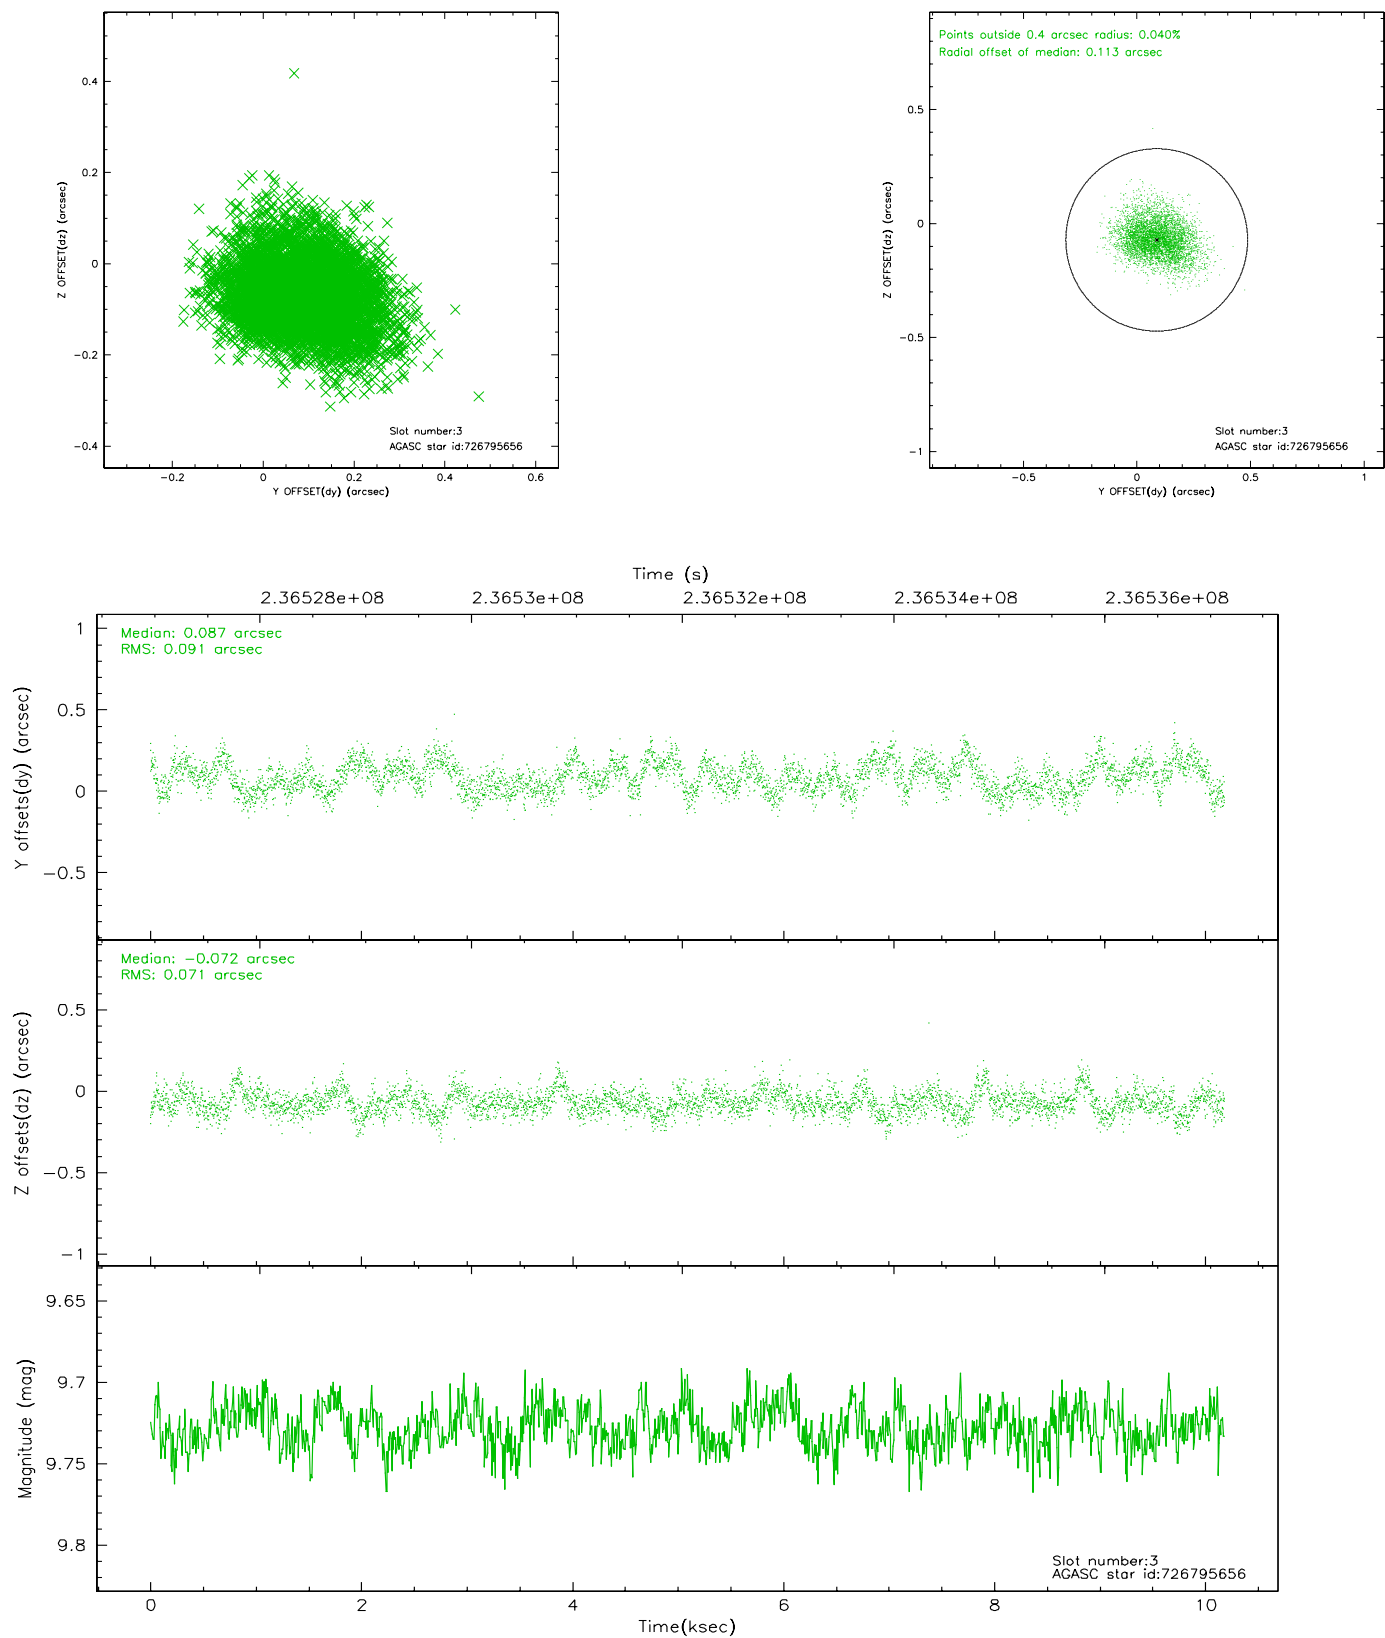 0.4
0.2
0
−0.2
−0.4
Z OFFSET(dz) (arcsec)
Slot number:3
AGASC star id:726795656
−0.2 0 0.2 0.4 0.6
Y OFFSET(dy) (arcsec)
Points outside 0.4 arcsec radius: 0.040%
Radial offset of median: 0.113 arcsec
0.5
0
−0.5
−1
Z OFFSET(dz) (arcsec)
Slot number:3
AGASC star id:726795656
−0.5 0 0.5 1
Y OFFSET(dy) (arcsec)
Time (s)
2.36528e+08 2.3653e+08 2.36532e+08 2.36534e+08 2.36536e+08
Median: 0.087 arcsec
RMS: 0.091 arcsec
1
0.5
0
−0.5
Y offsets(dy) (arcsec)
Median: −0.072 arcsec
RMS: 0.071 arcsec
0.5
0
−0.5
−1
Z offsets(dz) (arcsec)
9.65
9.7
9.75
9.8
Magnitude (mag)
Slot number:3
AGASC star id:726795656
0 2 4 6 8 10
Time(ksec)